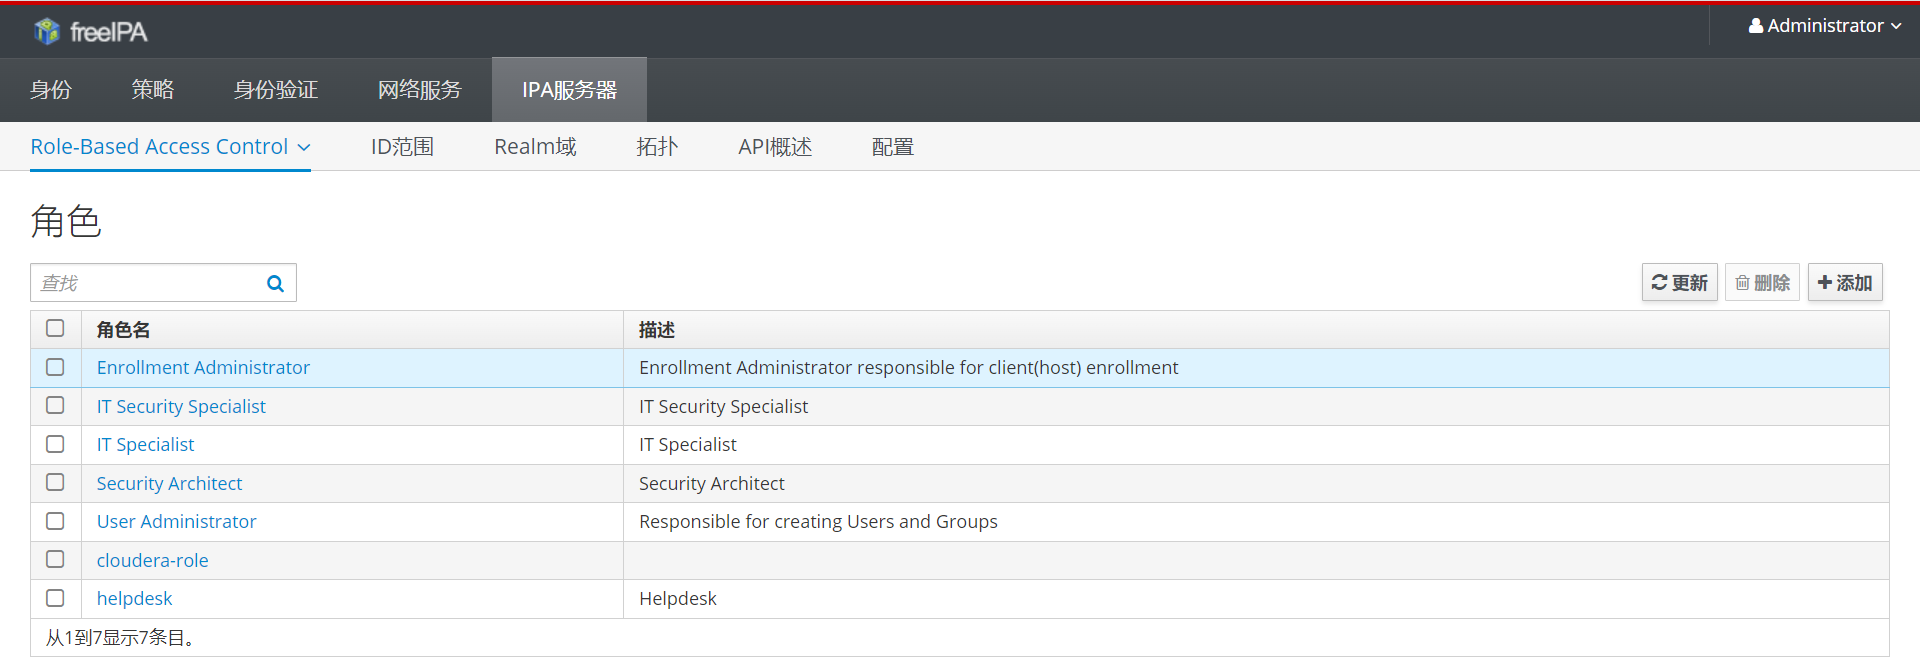 freeIPA
Administrator
身份 策略 身份验证 网络服务 IPA服务器
Role-Based Access Control ID范围 Realm域 拓扑 API概述 配置
角色
查找 更新 删除 添加
角色名 描述
Enrollment Administrator Enrollment Administrator responsible for client(host) enrollment
IT Security Specialist IT Security Specialist
IT Specialist IT Specialist
Security Architect Security Architect
User Administrator Responsible for creating Users and Groups
cloudera-role
helpdesk Helpdesk
从1到7显示7条目。